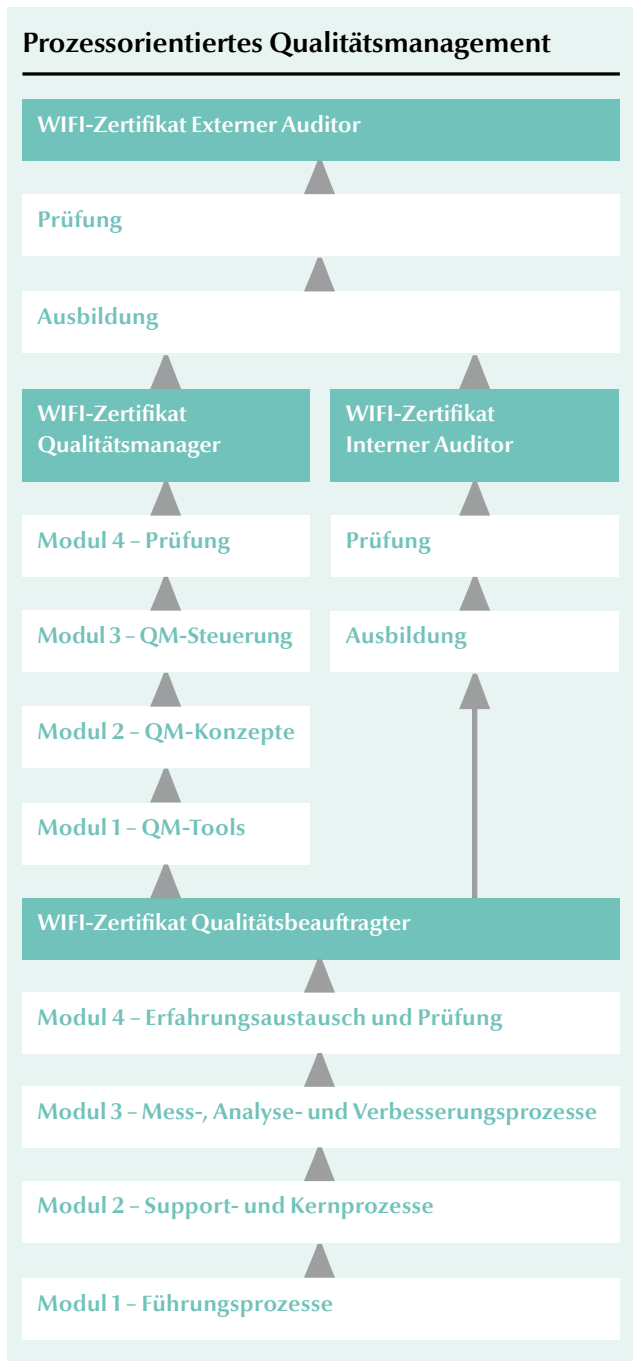 Prozessorientiertes Qualitätsmanagement
WIFI-Zertifikat Externer Auditor
Prüfung
Ausbildung
WIFI-Zertifikat
Qualitätsmanager
WIFI-Zertifikat
Interner Auditor
Modul 4 – Prüfung
Prüfung
Modul 3 – QM-Steuerung
Ausbildung
Modul 2 – QM-Konzepte
Modul 1 – QM-Tools
WIFI-Zertifikat Qualitätsbeauftragter
Modul 4 – Erfahrungsaustausch und Prüfung
Modul 3 – Mess-, Analyse- und Verbesserungsprozesse
Modul 2 – Support- und Kernprozesse
Modul 1 – Führungsprozesse